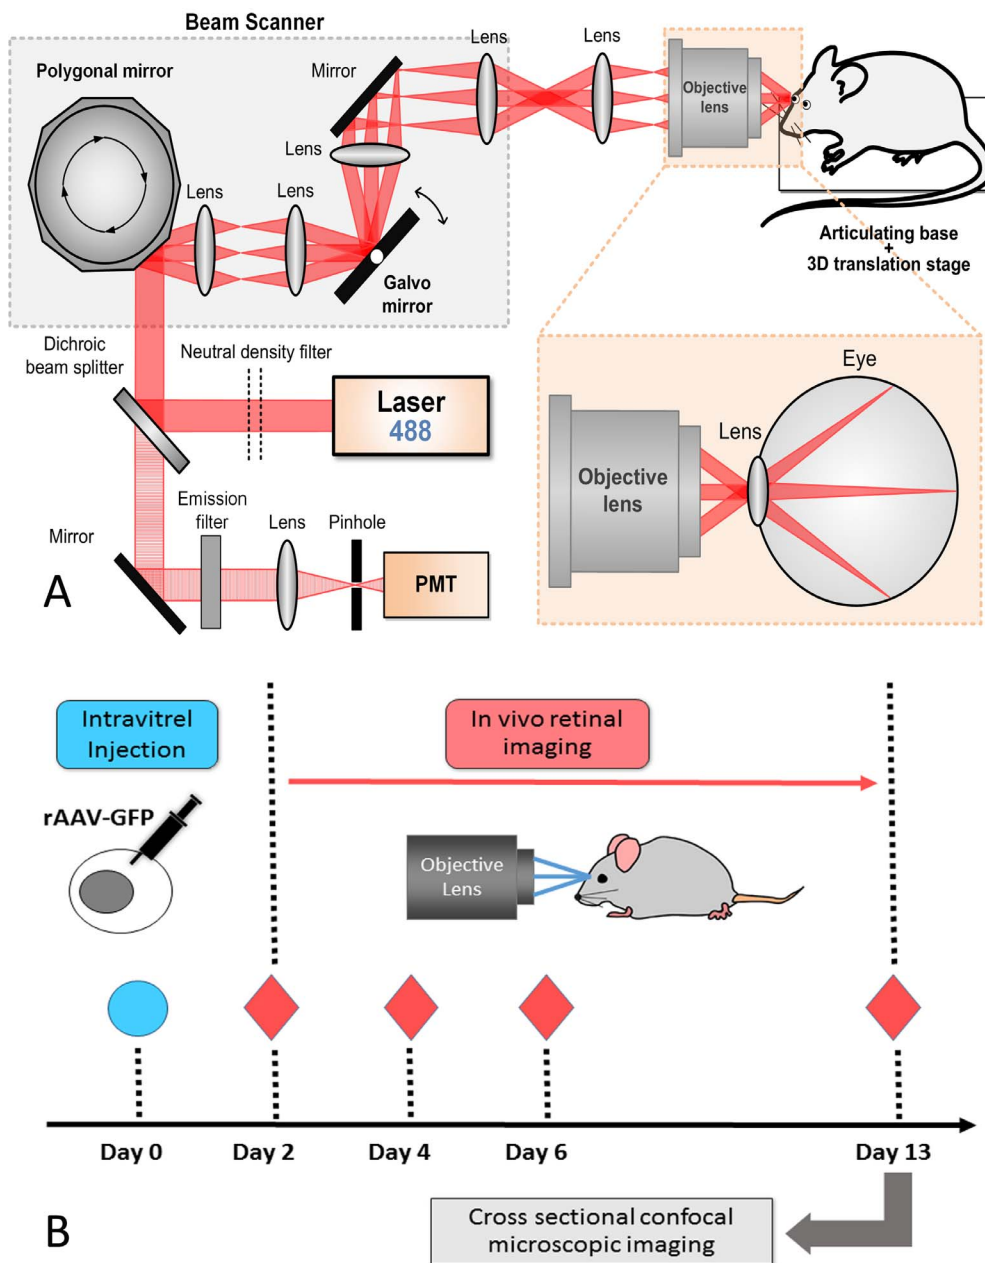 Beam Scanner
Polygonal mirror
Mirror
Lens
Lens
Lens
Lens
Lens
Objective
lens
Galvo
mirror
Articulating base
+
3D translation stage
Dichroic
beam splitter
Neutral density filter
Laser
488
Emission
filter
Lens
Pinhole
Mirror
PMT
A
Eye
Lens
Objective
lens
Intravitrel
Injection
In vivo retinal
imaging
rAAV-GFP
Objective
Lens
Day 0
Day 2
Day 4
Day 6
Day 13
B
Cross sectional confocal
microscopic imaging